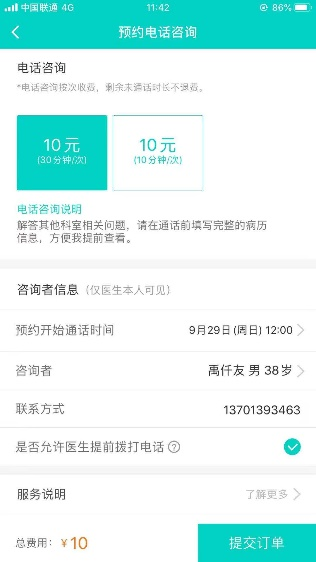 中国联通 4G 11:42 86%
预约电话咨询
电话咨询
*电话咨询按次收费，剩余未通话时长不退费。
10元 10元
(30分钟/次) (10分钟/次)
电话咨询说明
解答其他科室相关问题，请在通话前填写完整的病历
信息，方便我提前查看。
咨询者信息（仅医生本人可见）
预约开始通话时间 9月29日(周日) 12:00
咨询者 禹仟友 男 38岁
联系方式 13701393463
是否允许医生提前拨打电话
服务说明 了解更多
总费用： ¥10 提交订单